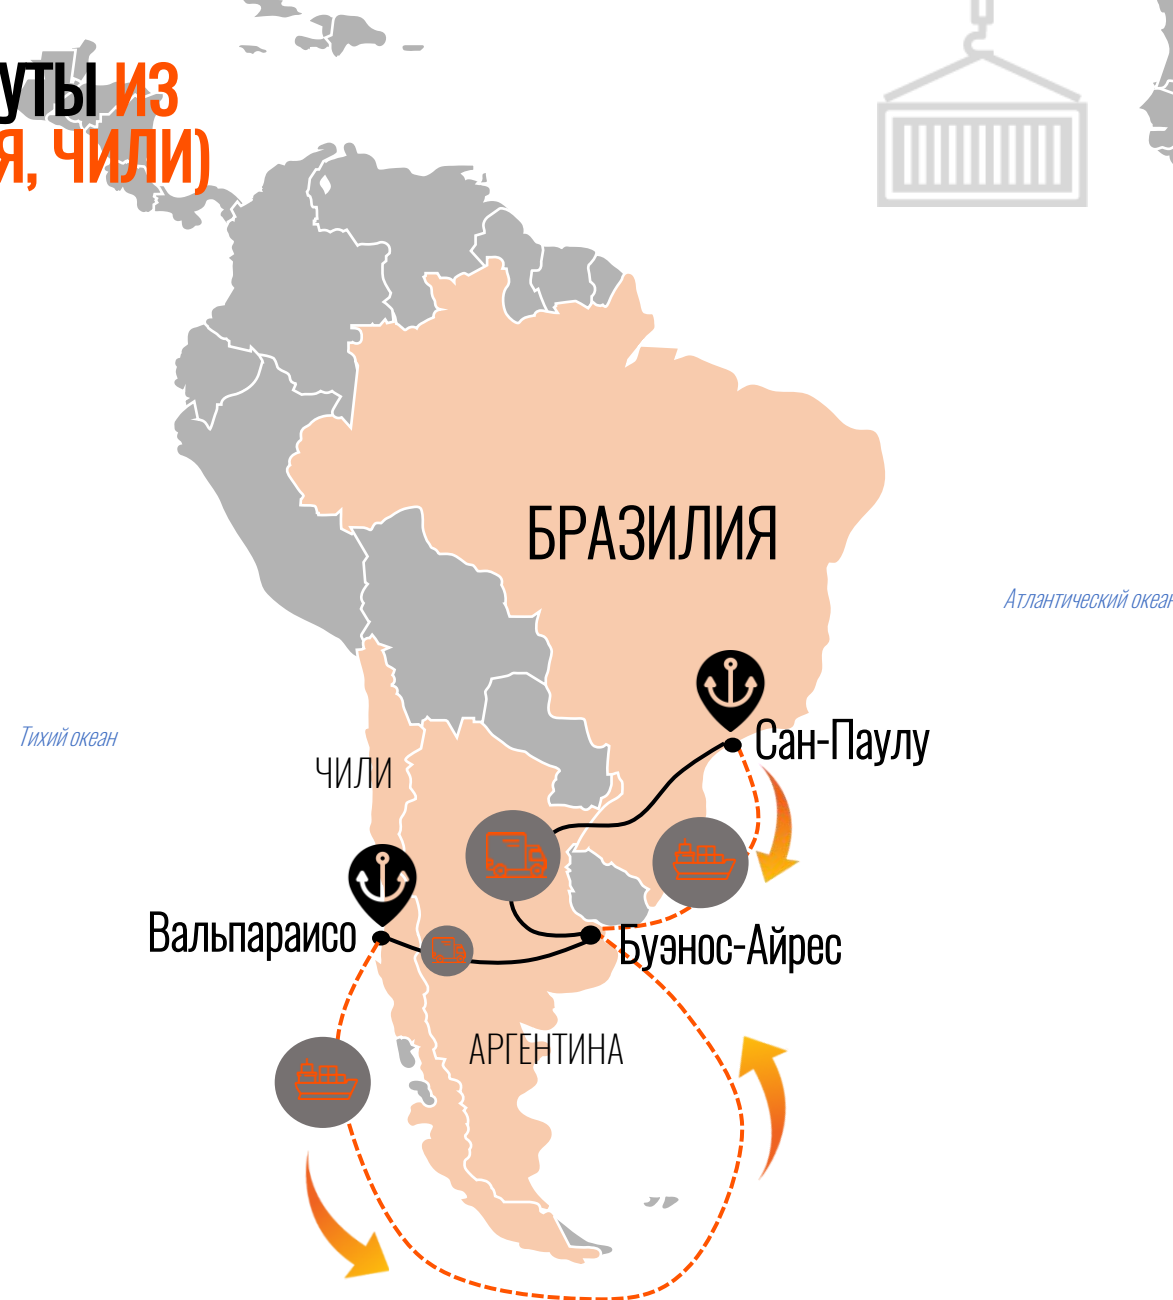 УТЫ ИЗ
Я, ЧИЛИ)
БРАЗИЛИЯ
Атлантический океан
Сан-Паулу
Тихий океан
ЧИЛИ
Вальпараисо
Буэнос-Айрес
АРГЕНТИНА